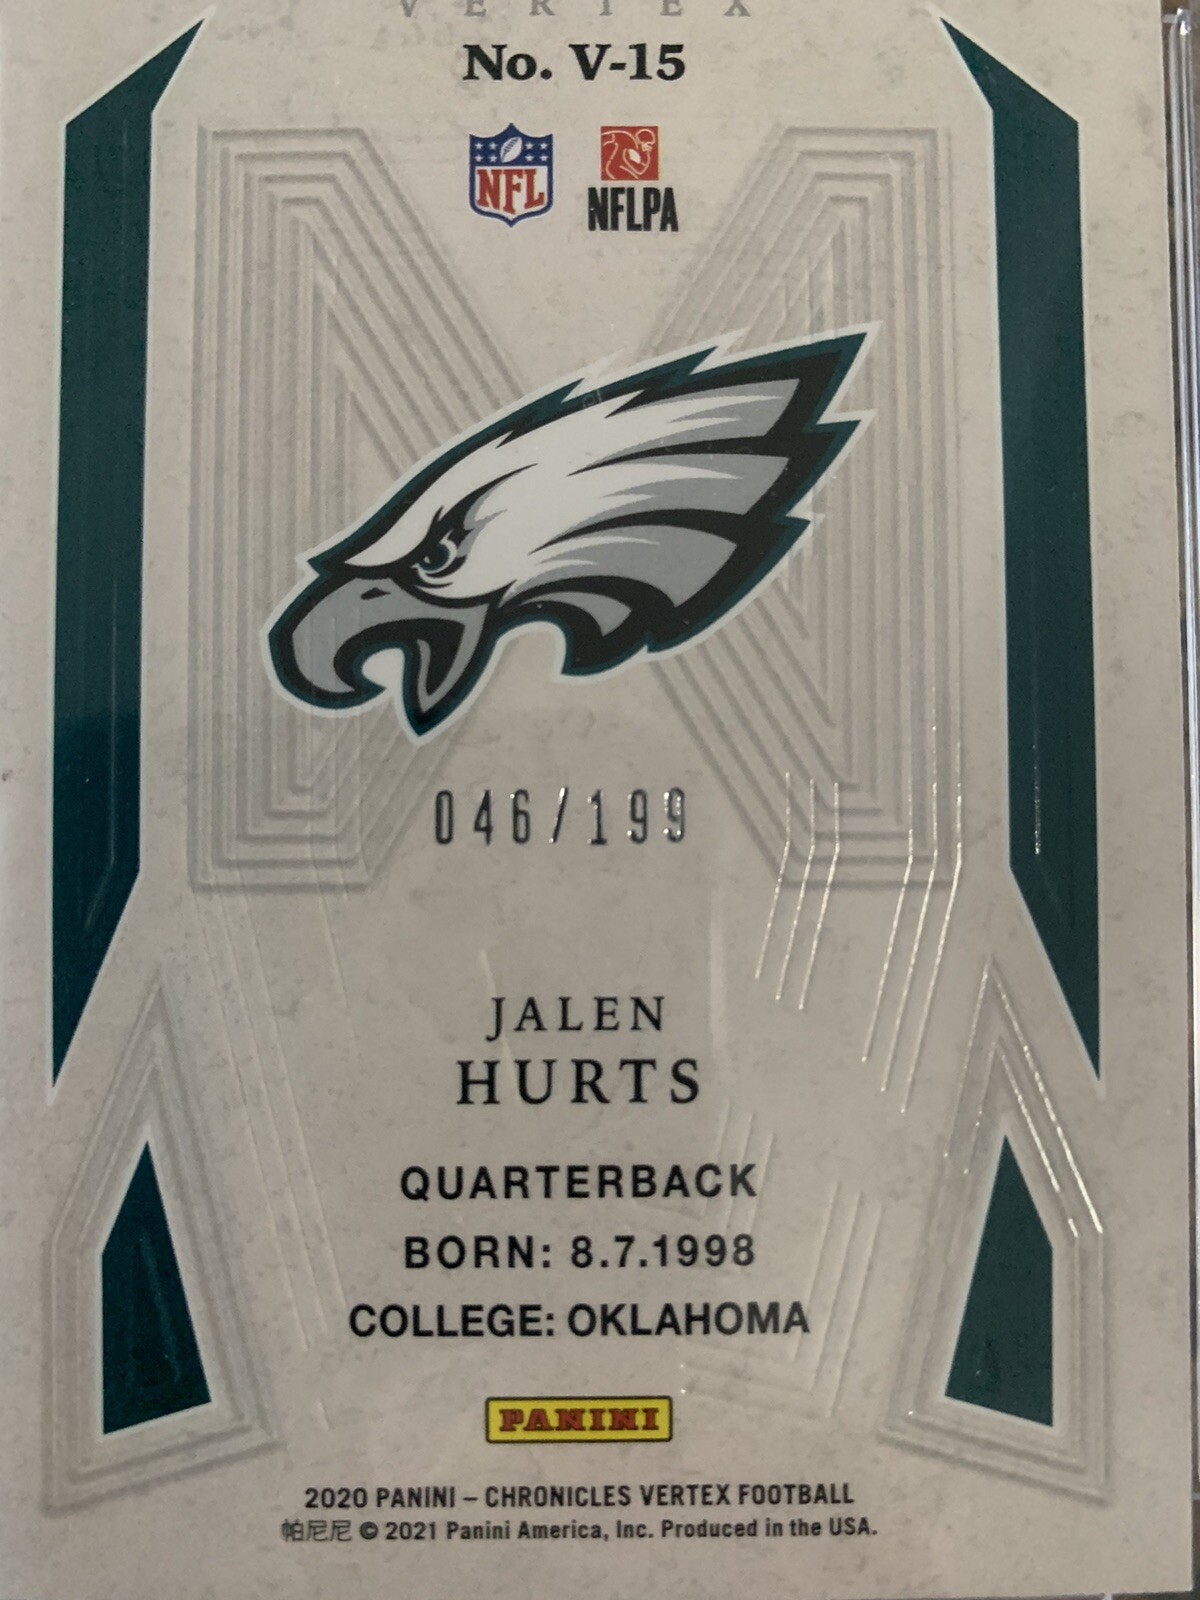 VERTEX
No. V-15
NFL
NFLPA
046/199
JALEN
HURTS
QUARTERBACK
BORN: 8.7.1998
COLLEGE: OKLAHOMA
PANINI
2020 PANINI – CHRONICLES VERTEX FOOTBALL
帕尼尼 © 2021 Panini America, Inc. Produced in the USA.